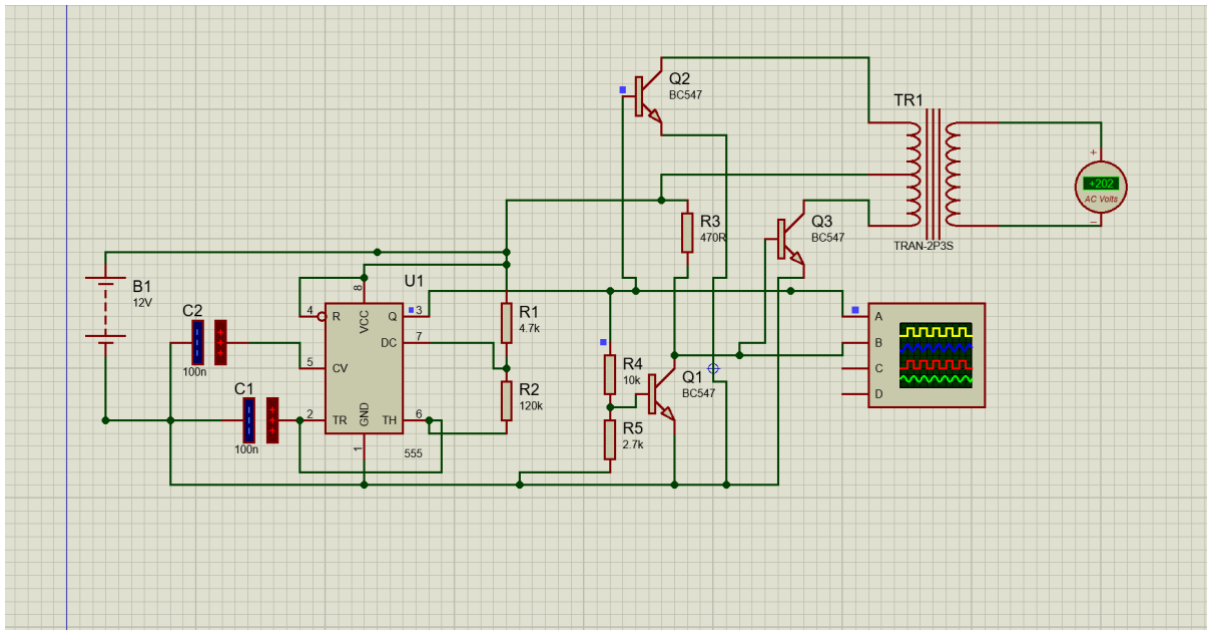 Q2
BC547
TR1
+
+202
AC Volts
−
TRAN-2P3S
R3
470R
Q3
BC547
B1
12V
U1
8
VCC
4
R
Q
3
DC
7
R1
4.7k
C2
100n
5
CV
R2
120k
C1
100n
2
TR
GND
TH
6
1
555
R4
10k
Q1
BC547
R5
2.7k
A
B
C
D